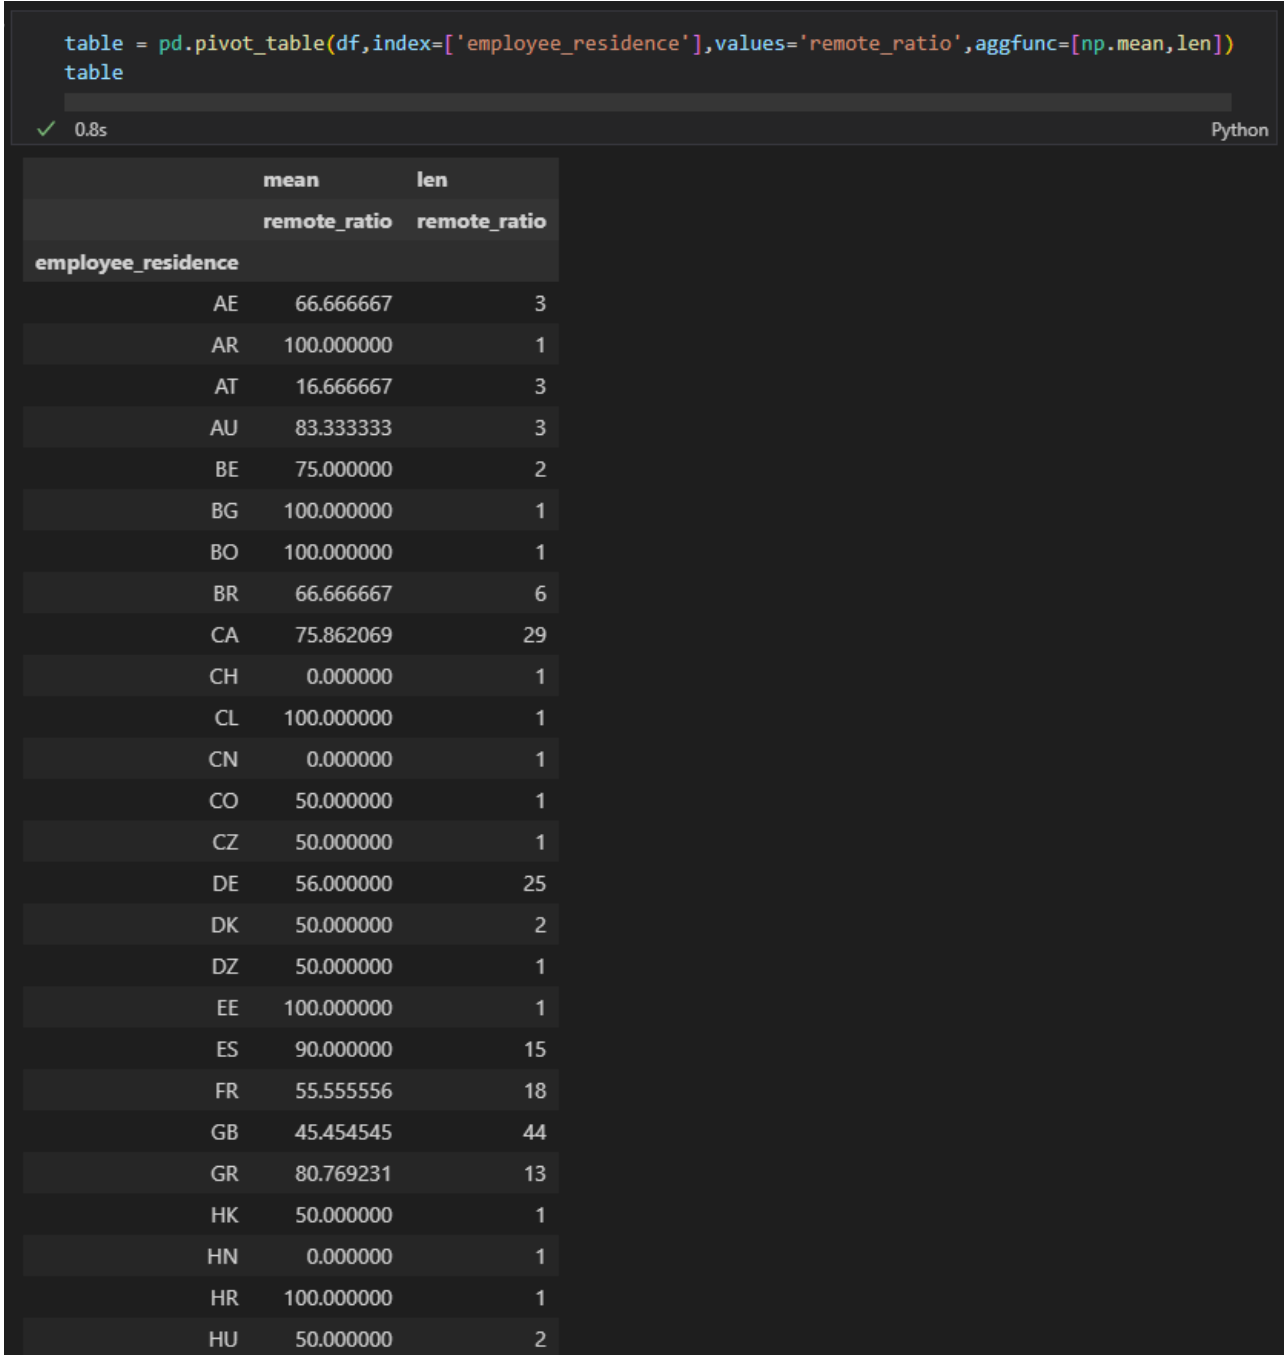 table = pd.pivot_table(df,index=['employee_residence'],values='remote_ratio',aggfunc=[np.mean,len])
table
✓ 0.8s Python
mean len
remote_ratio remote_ratio
employee_residence
AE 66.666667 3
AR 100.000000 1
AT 16.666667 3
AU 83.333333 3
BE 75.000000 2
BG 100.000000 1
BO 100.000000 1
BR 66.666667 6
CA 75.862069 29
CH 0.000000 1
CL 100.000000 1
CN 0.000000 1
CO 50.000000 1
CZ 50.000000 1
DE 56.000000 25
DK 50.000000 2
DZ 50.000000 1
EE 100.000000 1
ES 90.000000 15
FR 55.555556 18
GB 45.454545 44
GR 80.769231 13
HK 50.000000 1
HN 0.000000 1
HR 100.000000 1
HU 50.000000 2